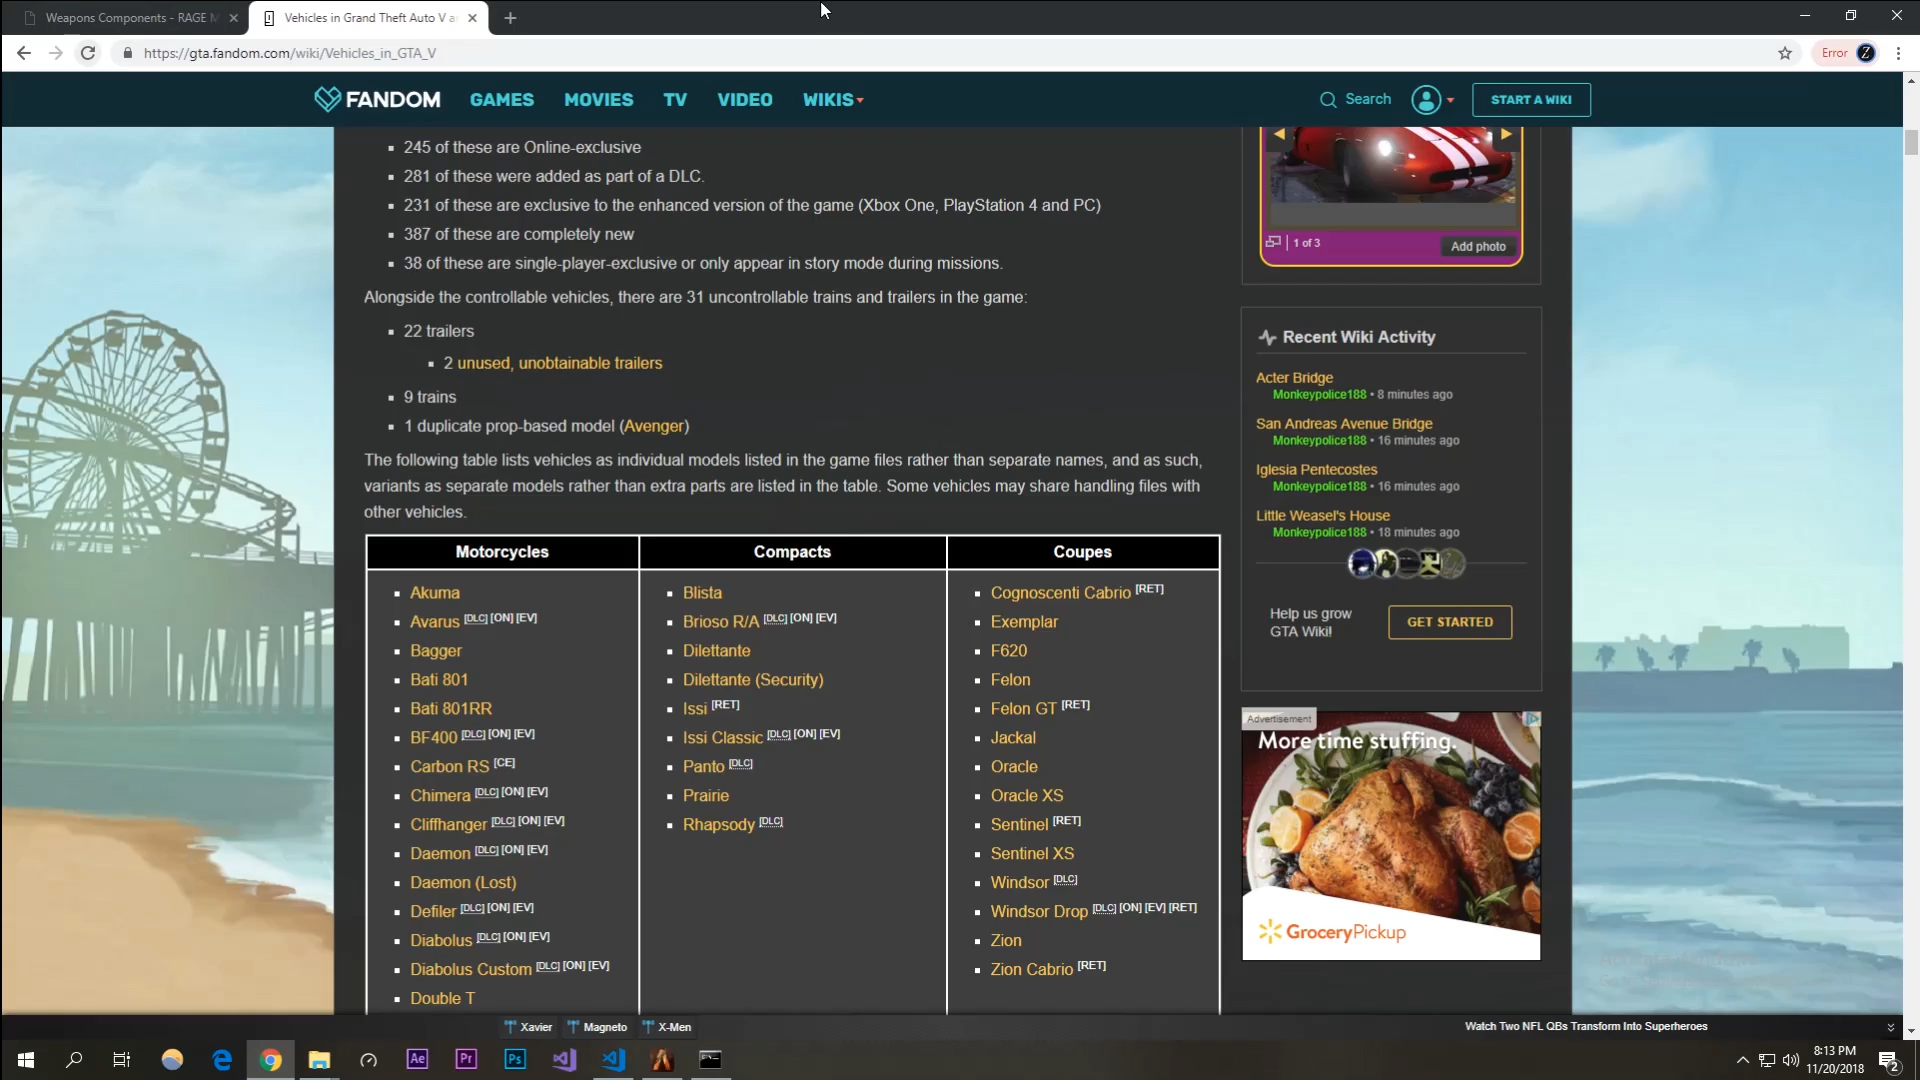 Weapons Components - RAGE M
Vehicles in Grand Theft Auto V an
https://gta.fandom.com/wiki/Vehicles_in_GTA_V
Error
Z
FANDOM
GAMES
MOVIES
TV
VIDEO
WIKIS
Search
START A WIKI
245 of these are Online-exclusive
281 of these were added as part of a DLC.
231 of these are exclusive to the enhanced version of the game (Xbox One, PlayStation 4 and PC)
387 of these are completely new
38 of these are single-player-exclusive or only appear in story mode during missions.
Alongside the controllable vehicles, there are 31 uncontrollable trains and trailers in the game:
22 trailers
2 unused, unobtainable trailers
9 trains
1 duplicate prop-based model (Avenger)
The following table lists vehicles as individual models listed in the game files rather than separate names, and as such,
variants as separate models rather than extra parts are listed in the table. Some vehicles may share handling files with
other vehicles.
Motorcycles
Akuma
Avarus [DLC] [ON] [EV]
Bagger
Bati 801
Bati 801RR
BF400 [DLC] [ON] [EV]
Carbon RS [CE]
Chimera [DLC] [ON] [EV]
Cliffhanger [DLC] [ON] [EV]
Daemon [DLC] [ON] [EV]
Daemon (Lost)
Defiler [DLC] [ON] [EV]
Diabolus [DLC] [ON] [EV]
Diabolus Custom [DLC] [ON] [EV]
Double T
Compacts
Blista
Brioso R/A [DLC] [ON] [EV]
Dilettante
Dilettante (Security)
Issi [RET]
Issi Classic [DLC] [ON] [EV]
Panto [DLC]
Prairie
Rhapsody [DLC]
Coupes
Cognoscenti Cabrio [RET]
Exemplar
F620
Felon
Felon GT [RET]
Jackal
Oracle
Oracle XS
Sentinel [RET]
Sentinel XS
Windsor [DLC]
Windsor Drop [DLC] [ON] [EV] [RET]
Zion
Zion Cabrio [RET]
1 of 3
Add photo
Recent Wiki Activity
Acter Bridge
Monkeypolice188 • 8 minutes ago
San Andreas Avenue Bridge
Monkeypolice188 • 16 minutes ago
Iglesia Pentecostes
Monkeypolice188 • 16 minutes ago
Little Weasel's House
Monkeypolice188 • 18 minutes ago
Help us grow
GTA Wiki!
GET STARTED
Advertisement
More time stuffing.
GroceryPickup
Xavier
Magneto
X-Men
Watch Two NFL QBs Transform Into Superheroes
Ae
Pr
Ps
8:13 PM
11/20/2018
2